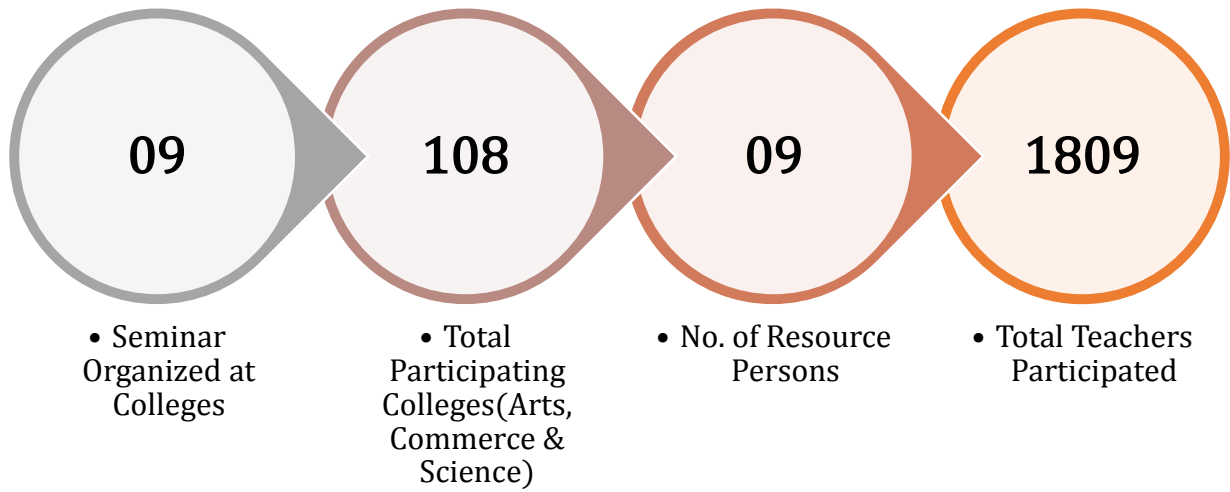 09
108
09
1809
• Seminar
Organized at
Colleges
• Total
Participating
Colleges(Arts,
Commerce &
Science)
• No. of Resource
Persons
• Total Teachers
Participated